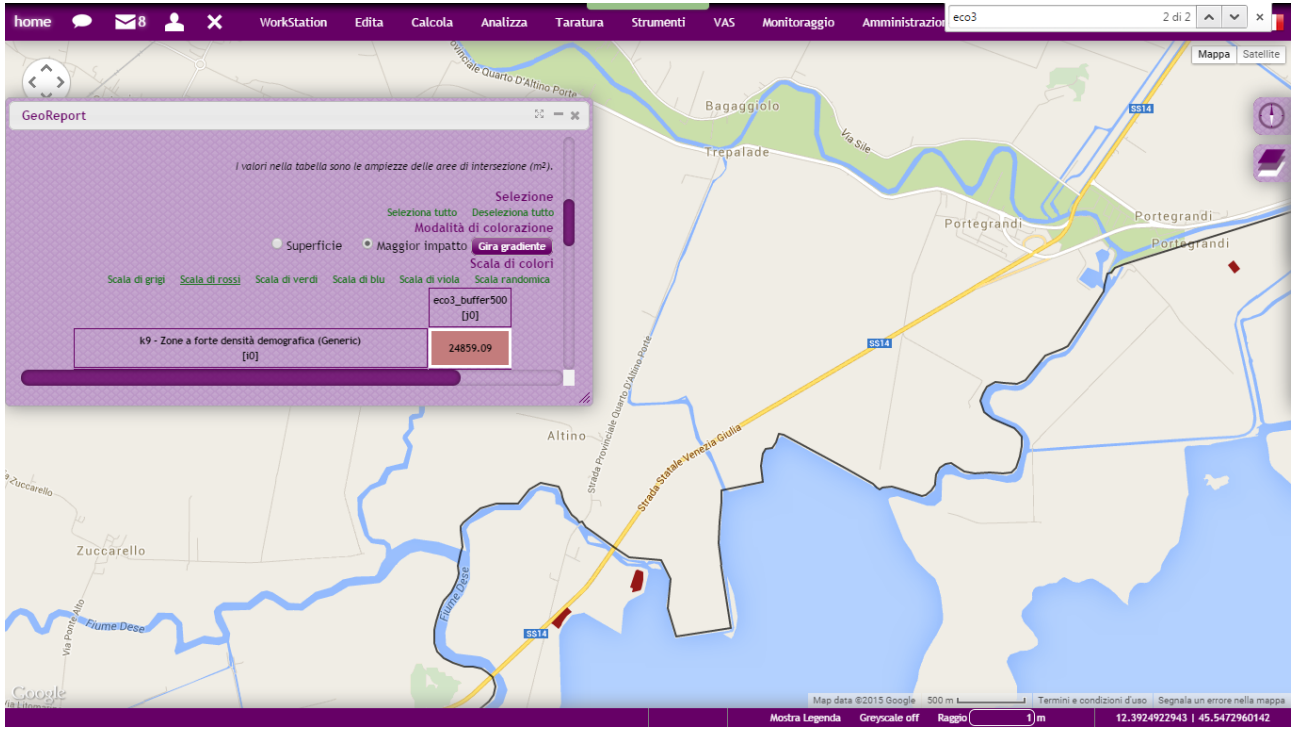 home 8 WorkStation Edita Calcola Analizza Taratura Strumenti VAS Monitoraggio Amministrazion
eco3 2 di 2
Mappa Satellite
GeoReport
I valori nella tabella sono le ampiezze delle aree di intersezione (m²).
Selezione
Seleziona tutto Deseleziona tutto
Modalità di colorazione
Superficie Maggior impatto Gira gradiente
Scala di colori
Scala di grigi Scala di rossi Scala di verdi Scala di blu Scala di viola Scala randomica
eco3_buffer500
[j0]
k9 - Zone a forte densità demografica (Generic)
[i0]
24859.09
Quarto D'Altino Porte
Bagaggiolo
SS14
Via Sile
Trepalade
Portegrandi
Portegrandi
Portegrandi
SS14
Strada Provinciale Quarto D'Altino Porte
Altino
Strada Statale Venezia Giulia
Zuccarello
Zuccarello
Fiume Dese
Fiume Dese
Via Ponte Alto
SS14
Google
Map data ©2015 Google 500 m Termini e condizioni d'uso Segnala un errore nella mappa
Mostra Legenda Greyscale off Raggio 1 m 12.3924922943 | 45.5472960142